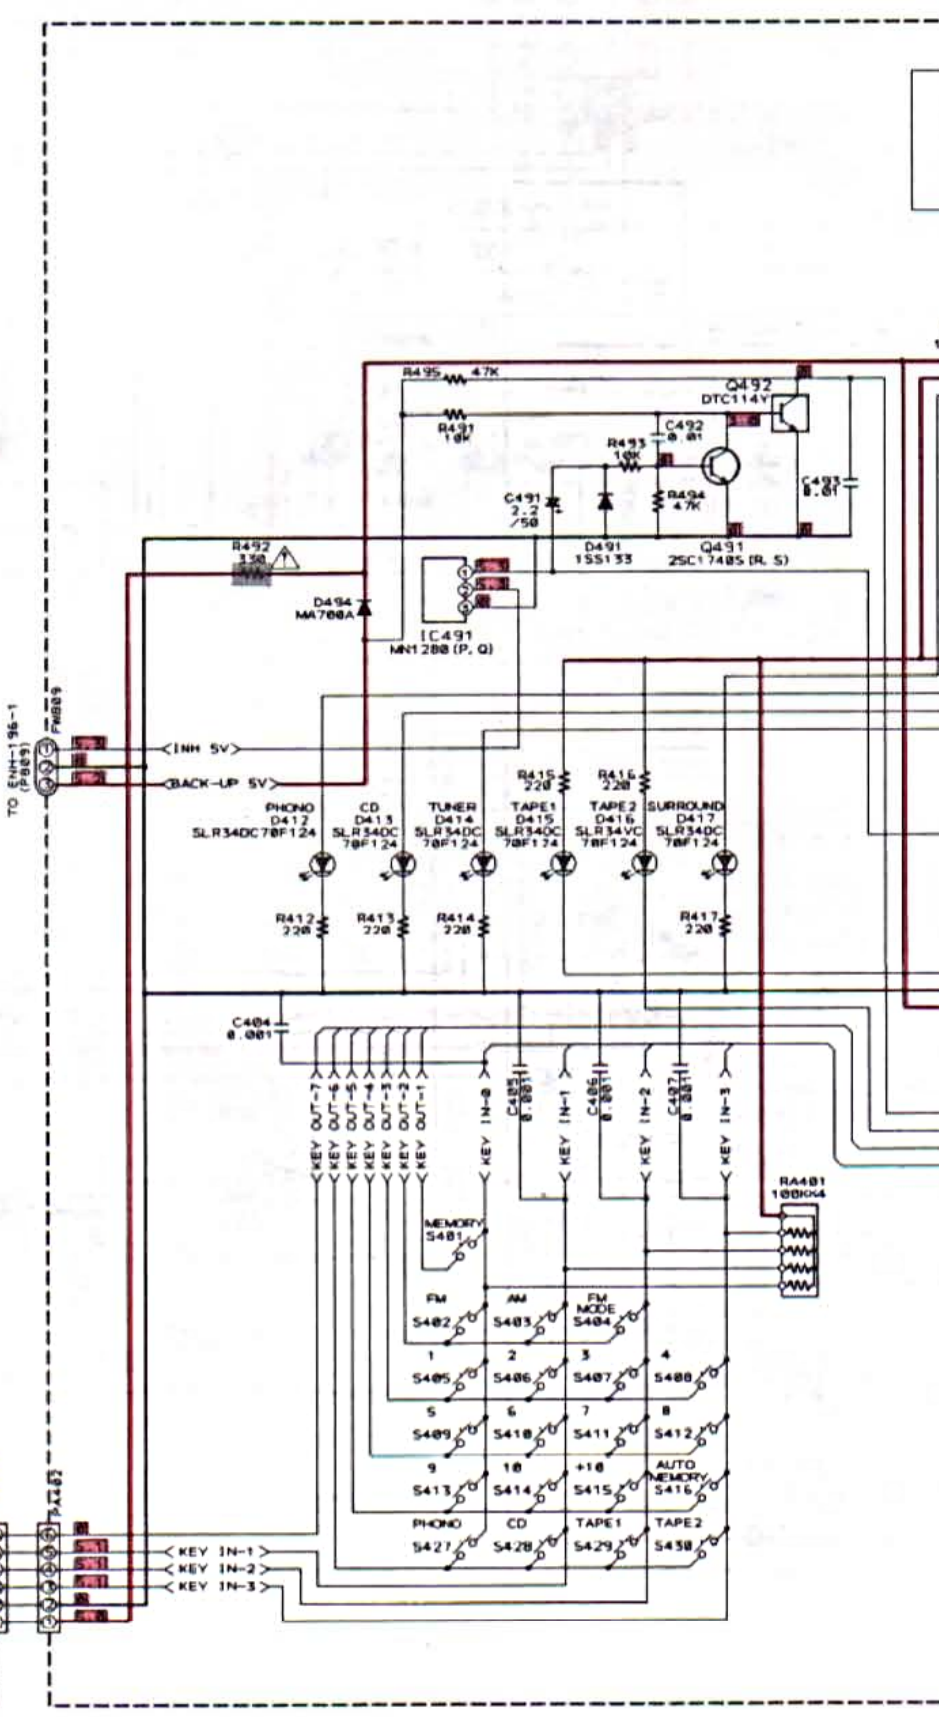 R495 47K
R491
10K
Q492
DTC114Y
C492
0.01
R493
10K
R494
47K
C493
0.01
C491
2.2
/50
D491
1SS133
Q491
2SC1740S (R, S)
R492
330
D494
MA700A
1
2
3
IC491
MN1280 (P, Q)
TO ENH-196-1
(PB09)
PWB09
1
2
3
INH 5V
BACK-UP 5V
R415
220
R416
220
PHONO
D412
SLR34DC70F124
CD
D413
SLR34DC
70F124
TUNER
D414
SLR34DC
70F124
TAPE1
D415
SLR34DC
70F124
TAPE2
D416
SLR34VC
70F124
SURROUND
D417
SLR34DC
70F124
R412
220
R413
220
R414
220
R417
220
C404
0.001
KEY OUT-7
KEY OUT-6
KEY OUT-5
KEY OUT-4
KEY OUT-3
KEY OUT-2
KEY OUT-1
KEY IN-0
C405
0.001
KEY IN-1
C406
0.001
KEY IN-2
C407
0.001
KEY IN-3
RA401
100KX4
MEMORY
S401
FM
S402
AM
S403
FM
MODE
S404
1
S405
2
S406
3
S407
4
S408
5
S409
6
S410
7
S411
8
S412
9
S413
10
S414
+10
S415
AUTO
MEMORY
S416
PHONO
S427
CD
S428
TAPE1
S429
TAPE2
S430
PA402
KEY IN-1
KEY IN-2
KEY IN-3